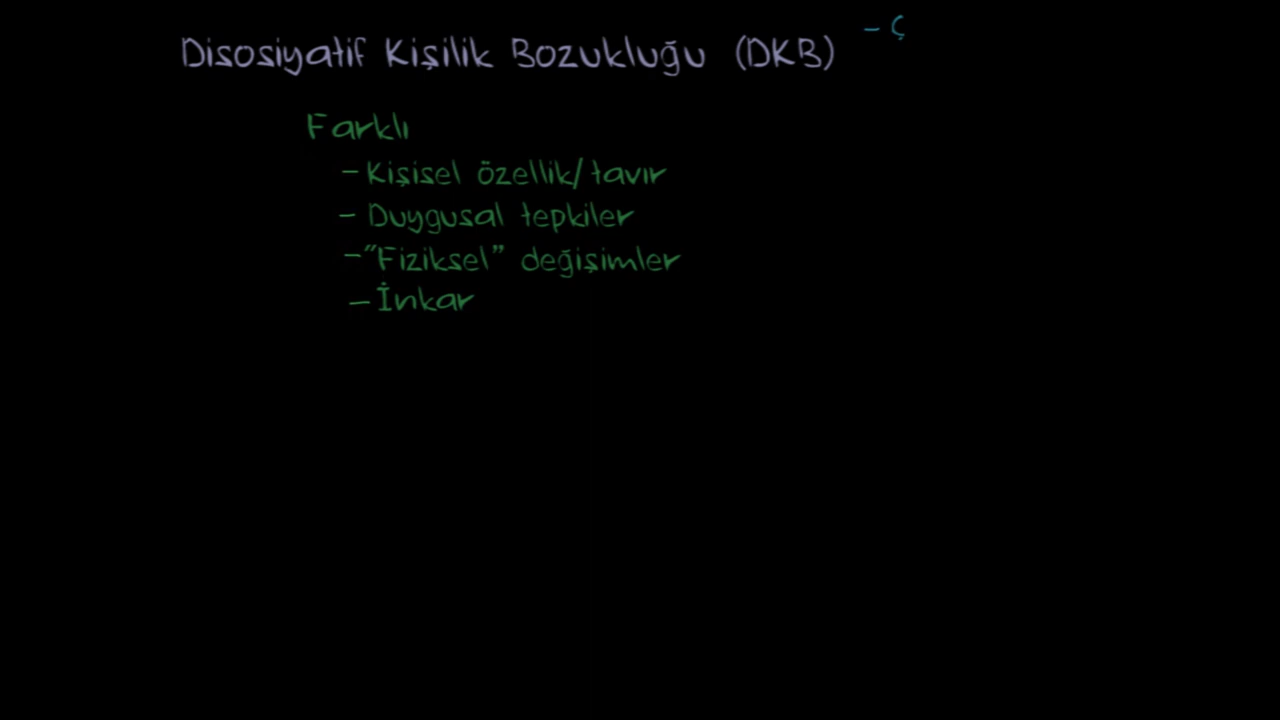 Disosiyatif Kişilik Bozukluğu (DKB) - Ç
Farklı
- Kişisel özellik/tavır
- Duygusal tepkiler
- "Fiziksel" değişimler
- İnkar